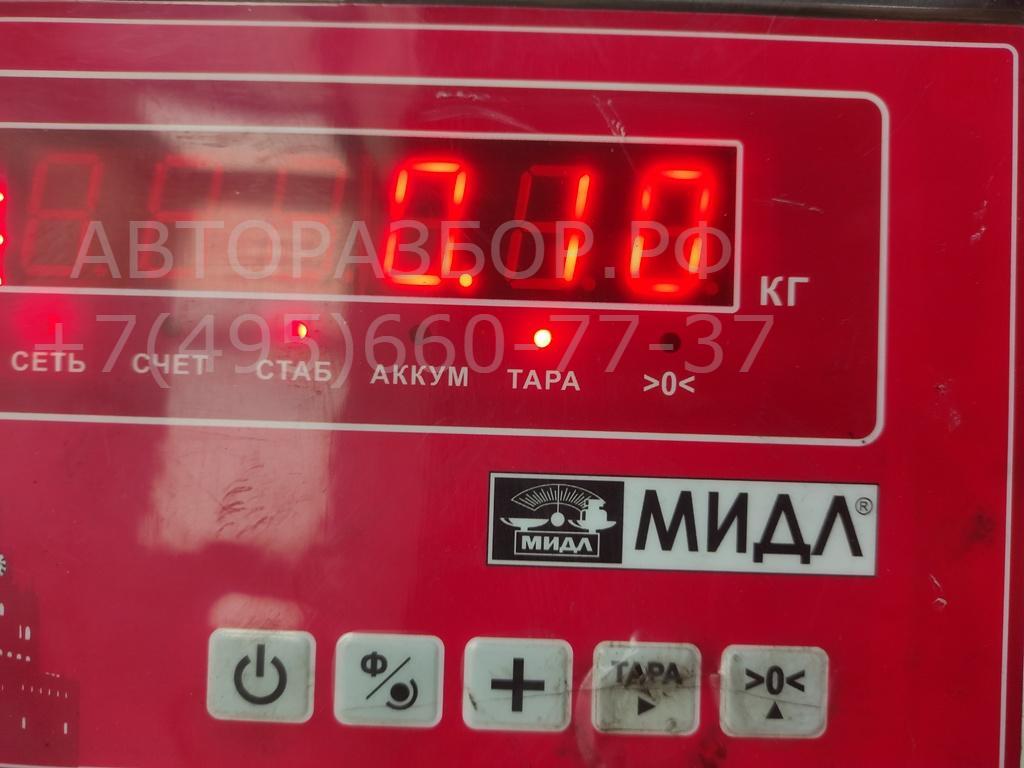 0.10
КГ
АВТОРАЗБОР.РФ
+7(495)660-77-37
СЕТЬ СЧЕТ СТАБ АККУМ ТАРА >0<
МИДЛ МИДЛ®
Ф ТАРА >0<